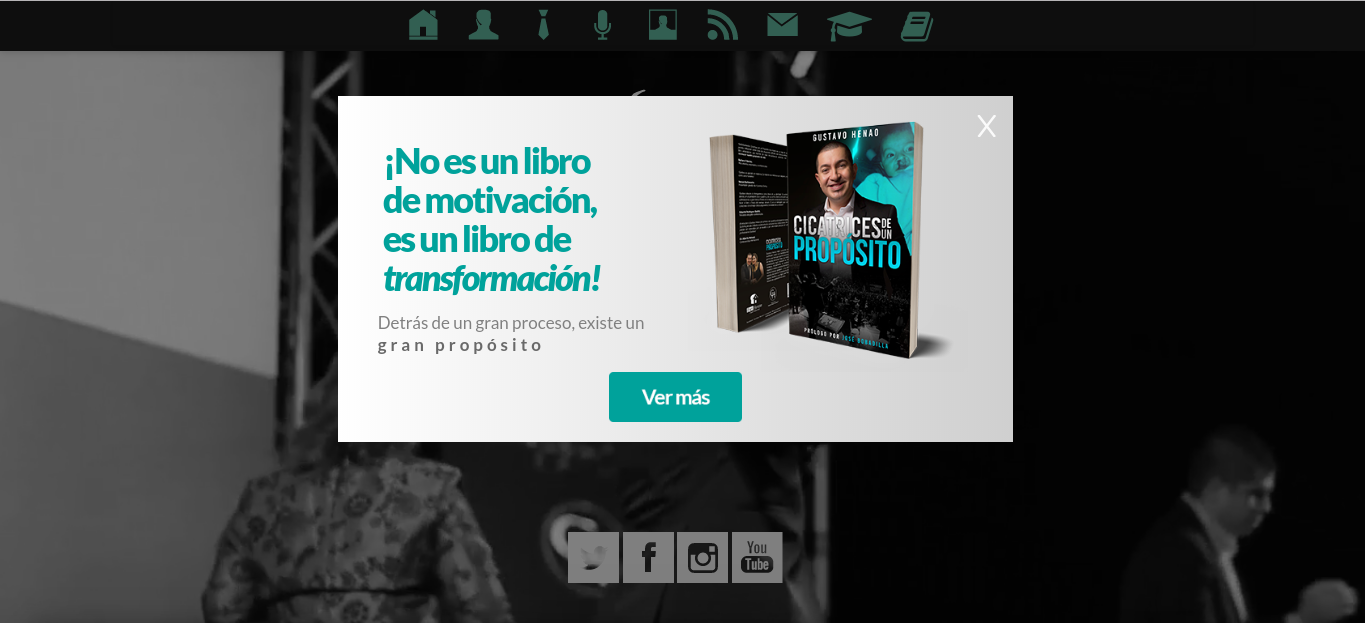 ¡No es un libro
de motivación,
es un libro de
transformación!
Detrás de un gran proceso, existe un
gran propósito
X
GUSTAVO HENAO
CICATRICES DE UN
PROPÓSITO
PRÓLOGO POR JOSÉ BOBADILLA
Ver más
You
Tube